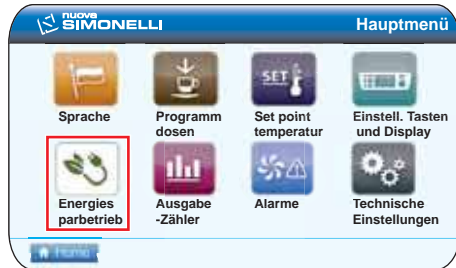 nuova
SIMONELLI
Hauptmenü
SET
Sprache
Programm
dosen
Set point
temperatur
Einstell. Tasten
und Display
Energies
parbetrieb
Ausgabe
-Zähler
Alarme
Technische
Einstellungen
Home